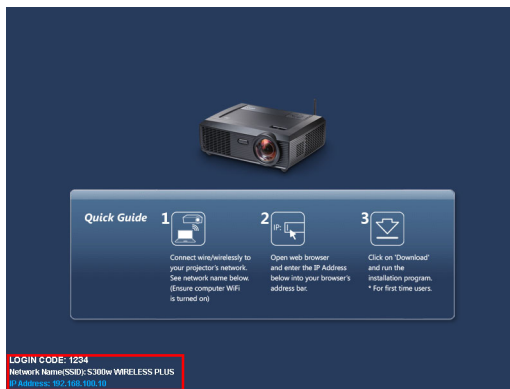 Quick Guide
1
Connect wire/wirelessly to
your projector's network.
See network name below.
(Ensure computer WiFi
is turned on)
2
IP:
Open web browser
and enter the IP Address
below into your browser's
address bar.
3
Click on 'Download'
and run the
installation program.
* For first time users.
LOGIN CODE: 1234
Network Name(SSID): S300w WIRELESS PLUS
IP Address: 192.168.100.10